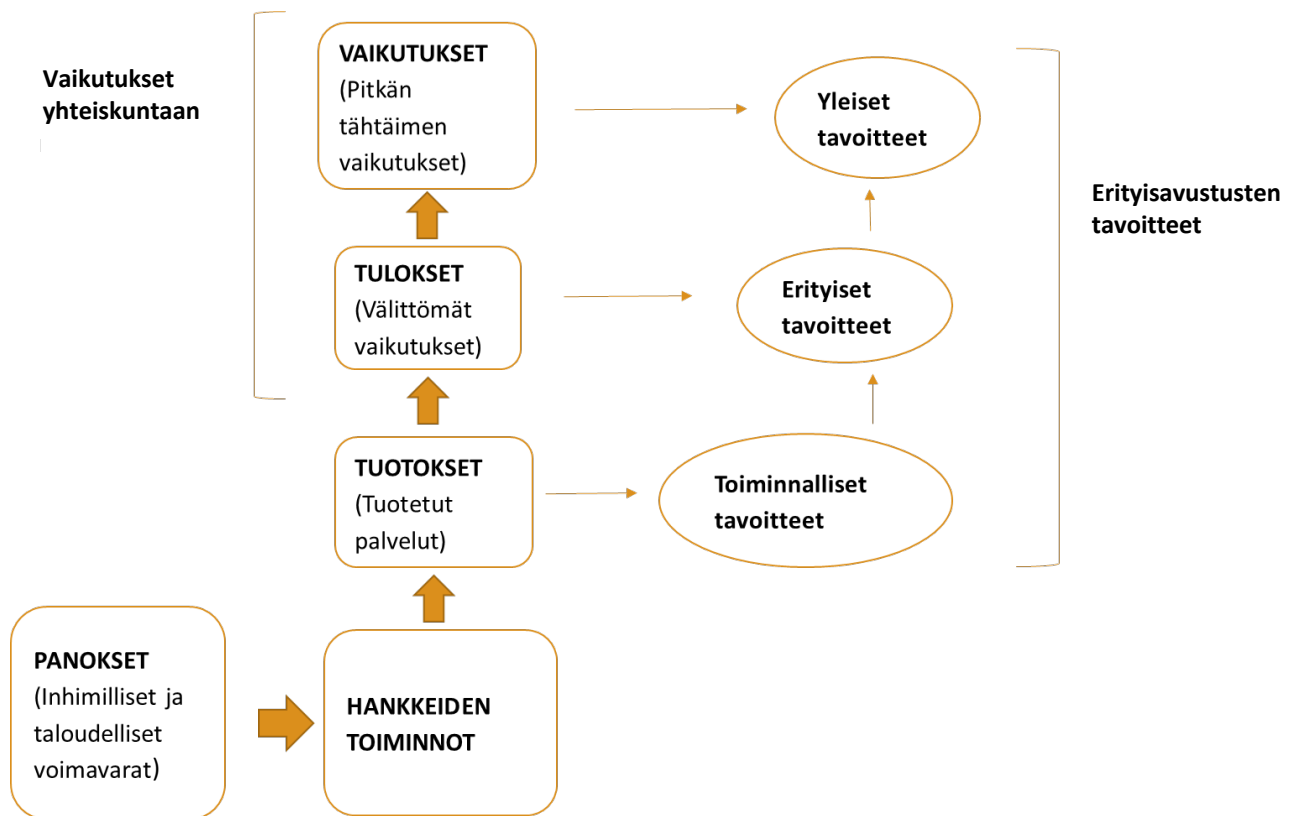 Vaikutukset
yhteiskuntaan
VAIKUTUKSET
(Pitkän
tähtäimen
vaikutukset)
Yleiset
tavoitteet
Erityisavustusten
tavoitteet
TULOKSET
(Välittömät
vaikutukset)
Erityiset
tavoitteet
TUOTOKSET
(Tuotetut
palvelut)
Toiminnalliset
tavoitteet
PANOKSET
(Inhimilliset ja
taloudelliset
voimavarat)
HANKKEIDEN
TOIMINNOT